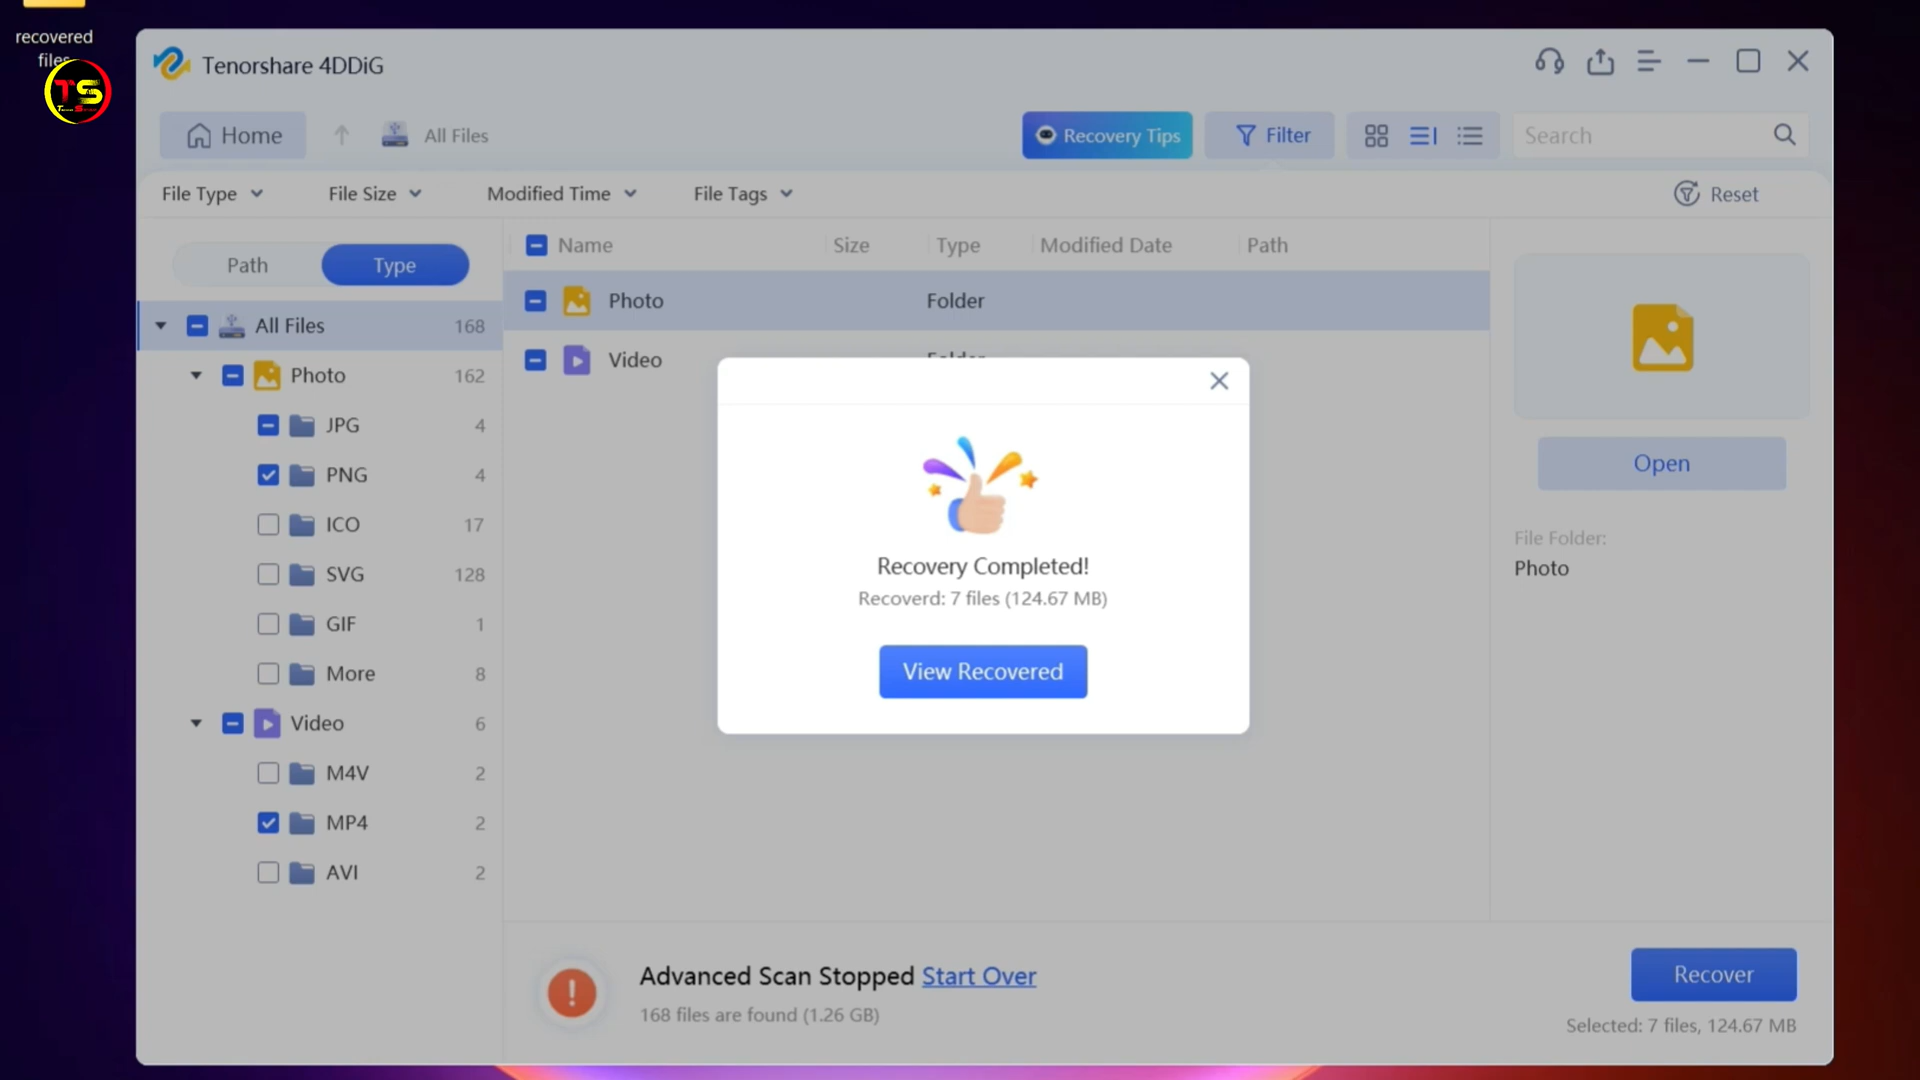 recovered
files
TS
Tenorshare 4DDiG
Home
All Files
Recovery Tips
Filter
Search
File Type
File Size
Modified Time
File Tags
Reset
Path
Type
Name
Size
Type
Modified Date
Path
All Files 168
Photo 162
JPG 4
PNG 4
ICO 17
SVG 128
GIF 1
More 8
Video 6
M4V 2
MP4 2
AVI 2
Photo Folder
Video
Recovery Completed!
Recoverd: 7 files (124.67 MB)
View Recovered
Open
File Folder:
Photo
Advanced Scan Stopped Start Over
168 files are found (1.26 GB)
Recover
Selected: 7 files, 124.67 MB